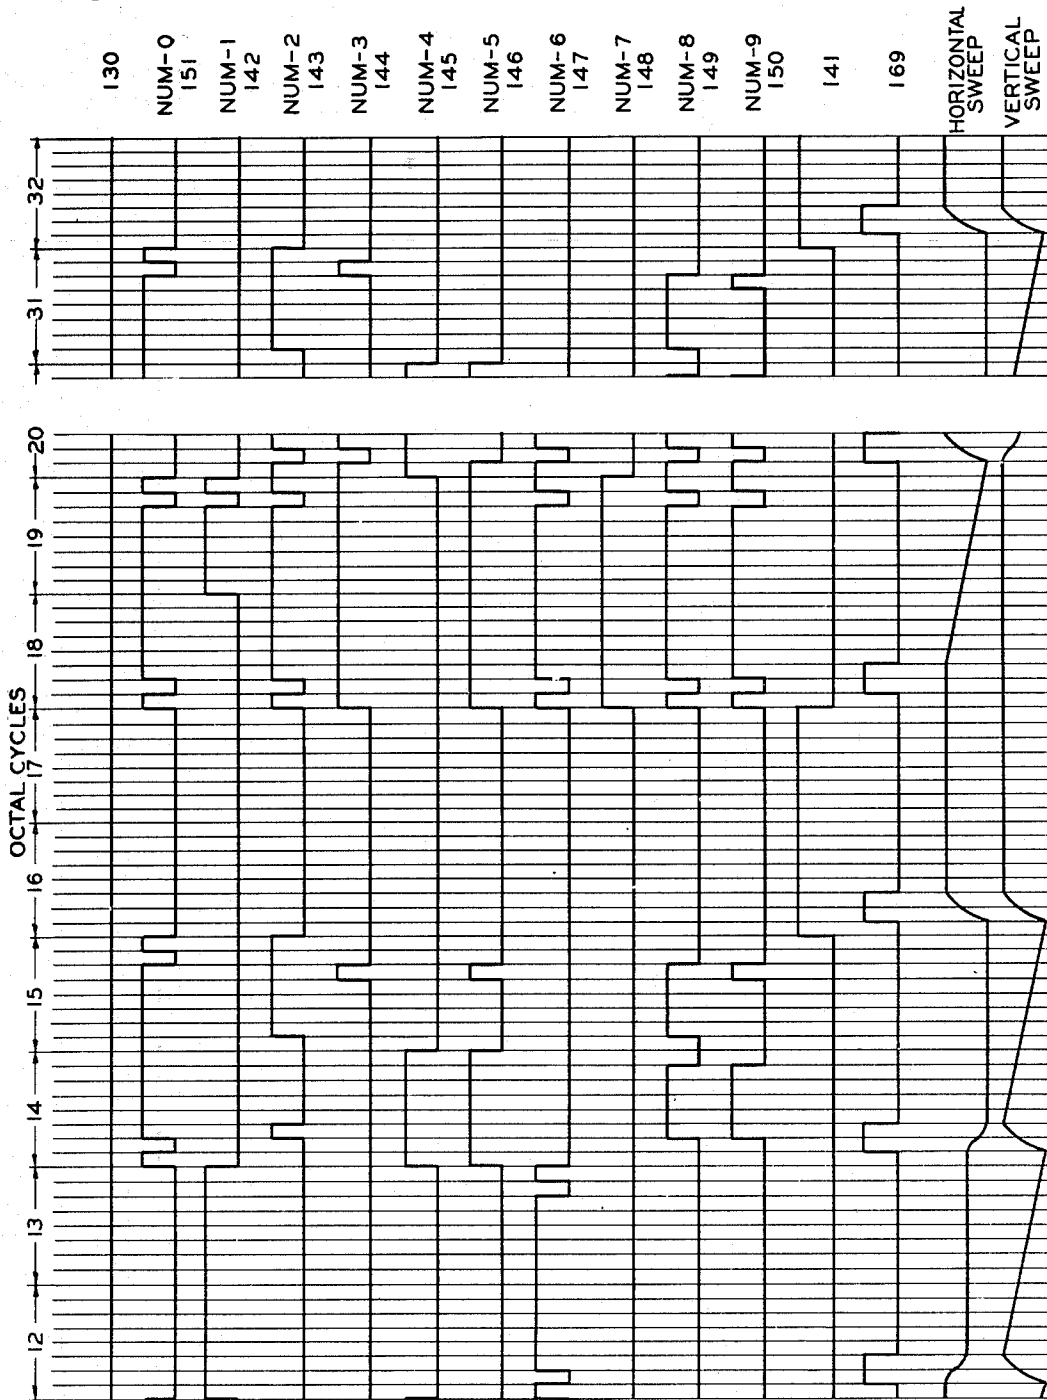 130
NUM-0
151
NUM-1
142
NUM-2
143
NUM-3
144
NUM-4
145
NUM-5
146
NUM-6
147
NUM-7
148
NUM-8
149
NUM-9
150
141
169
HORIZONTAL
SWEEP
VERTICAL
SWEEP
OCTAL CYCLES
12
13
14
15
16
17
18
19
20
31
32